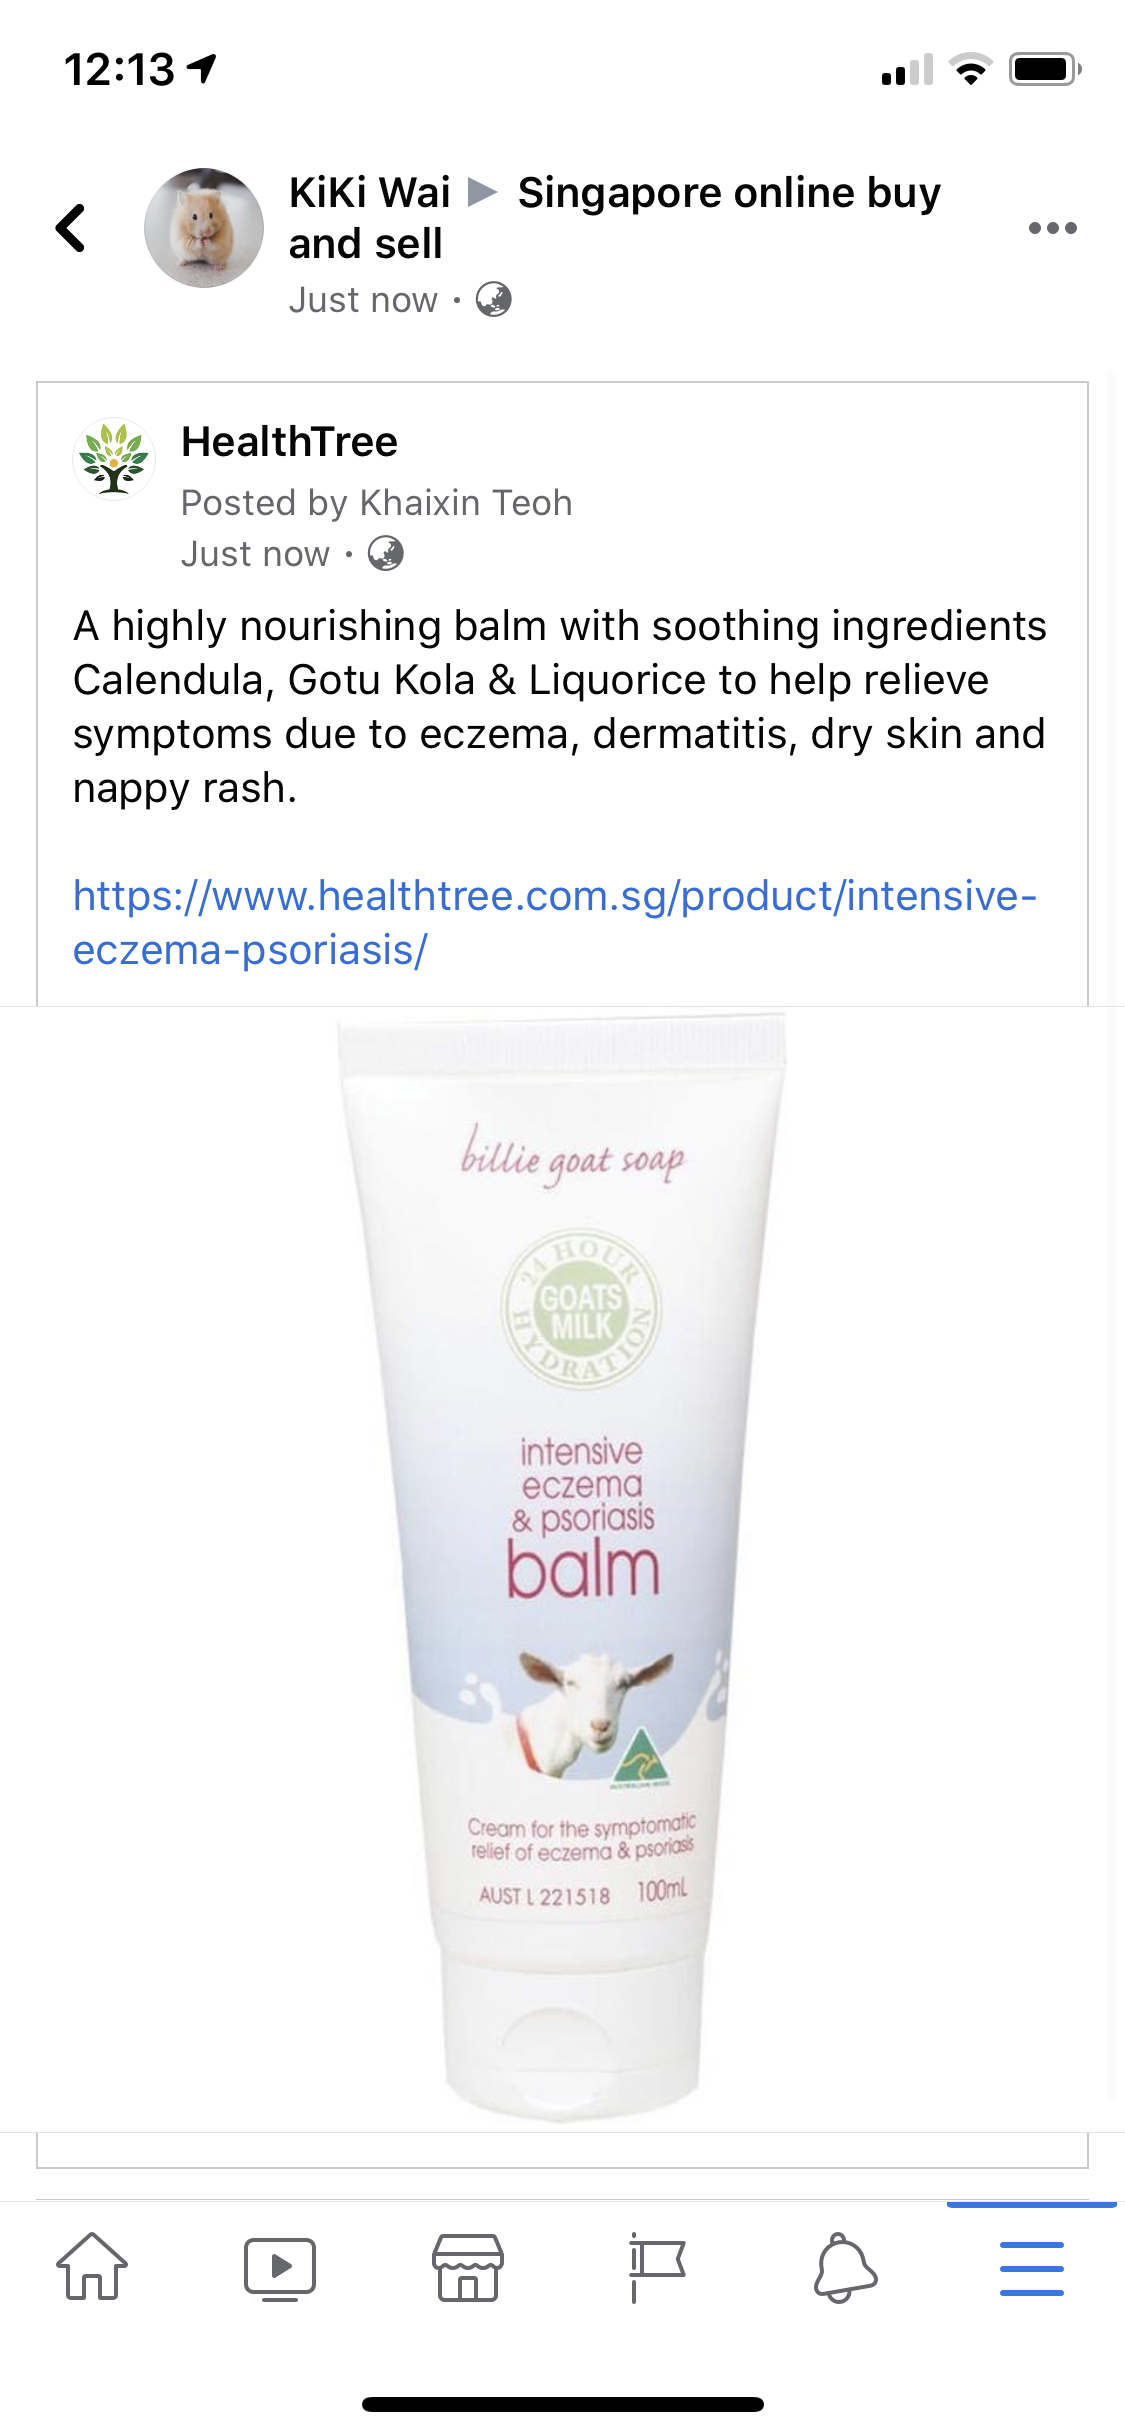 12:13
KiKi Wai ▶ Singapore online buy
and sell
Just now ·
HealthTree
Posted by Khaixin Teoh
Just now ·
A highly nourishing balm with soothing ingredients
Calendula, Gotu Kola & Liquorice to help relieve
symptoms due to eczema, dermatitis, dry skin and
nappy rash.
https://www.healthtree.com.sg/product/intensive-
eczema-psoriasis/
billie goat soap
24 HOUR
GOATS
MILK
HYDRATION
intensive
eczema
& psoriasis
balm
AUSTRALIAN MADE
Cream for the symptomatic
relief of eczema & psoriasis
AUST L 221518 100mL